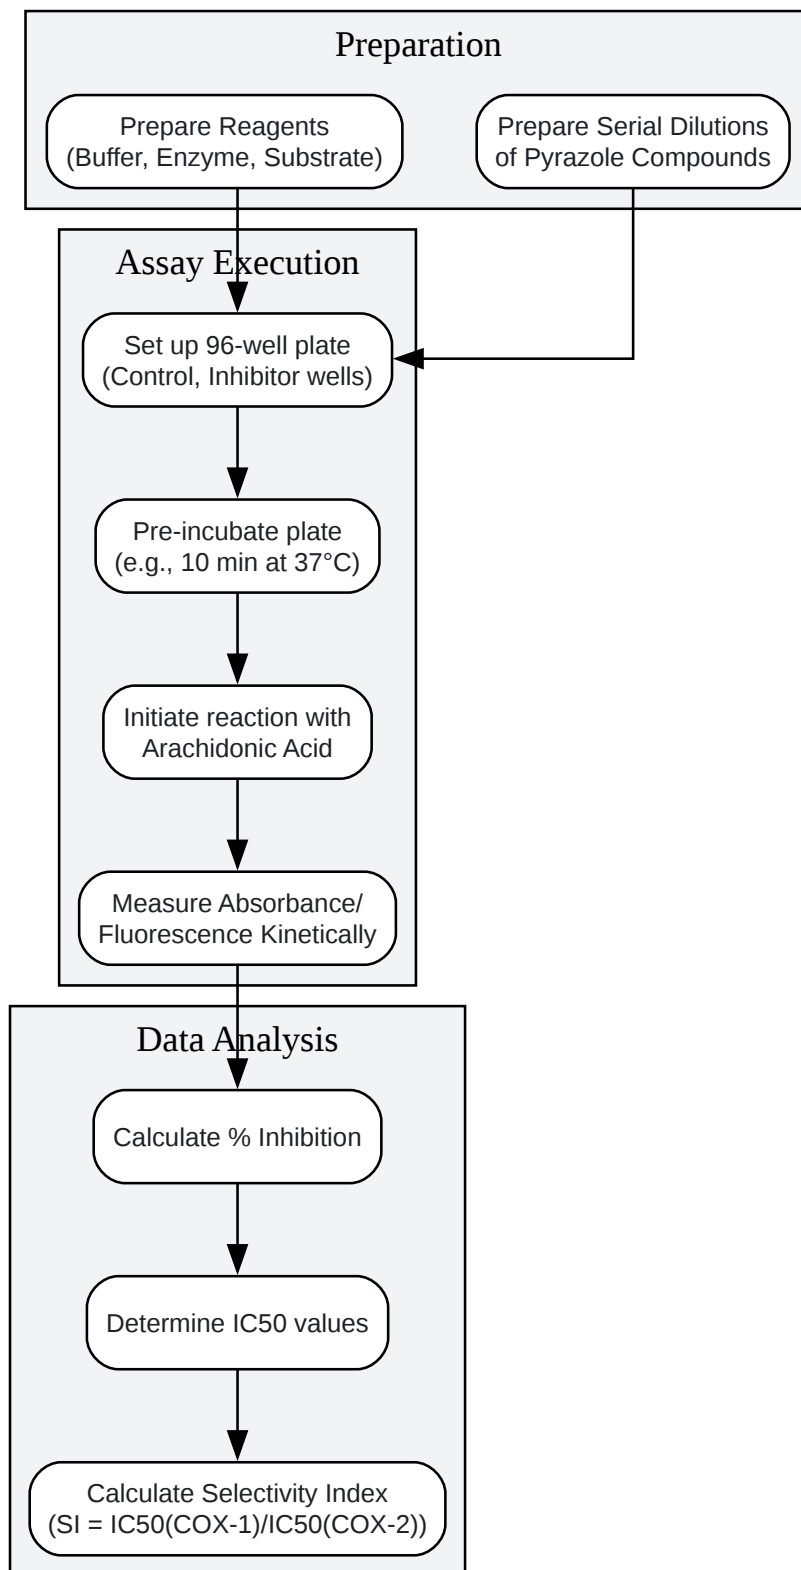 Preparation
Prepare Reagents
(Buffer, Enzyme, Substrate)
Prepare Serial Dilutions
of Pyrazole Compounds
Assay Execution
Set up 96-well plate
(Control, Inhibitor wells)
Pre-incubate plate
(e.g., 10 min at 37°C)
Initiate reaction with
Arachidonic Acid
Measure Absorbance/
Fluorescence Kinetically
Data Analysis
Calculate % Inhibition
Determine IC50 values
Calculate Selectivity Index
(SI = IC50(COX-1)/IC50(COX-2))